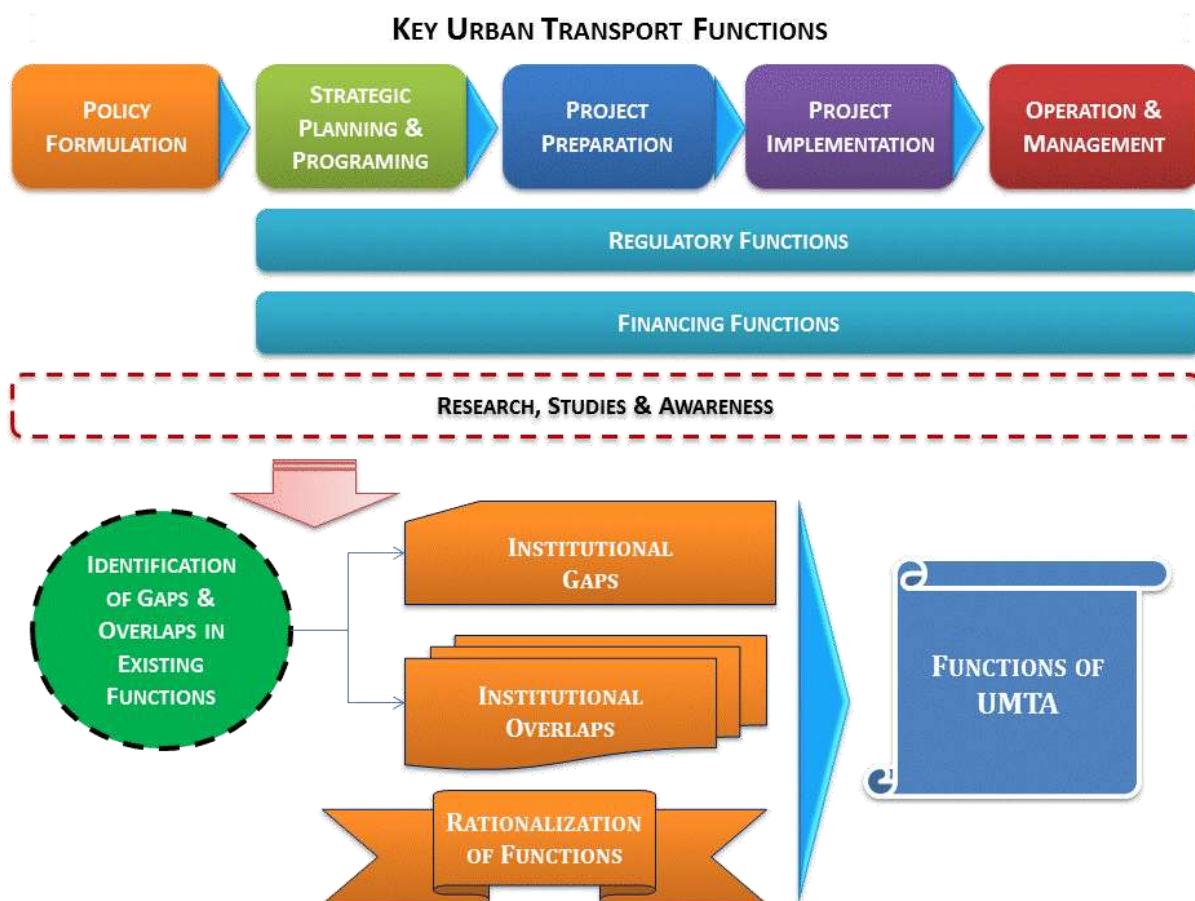 KEY URBAN TRANSPORT FUNCTIONS
POLICY
FORMULATION
STRATEGIC
PLANNING &
PROGRAMING
PROJECT
PREPARATION
PROJECT
IMPLEMENTATION
OPERATION &
MANAGEMENT
REGULATORY FUNCTIONS
FINANCING FUNCTIONS
RESEARCH, STUDIES & AWARENESS
IDENTIFICATION
OF GAPS &
OVERLAPS IN
EXISTING
FUNCTIONS
INSTITUTIONAL
GAPS
INSTITUTIONAL
OVERLAPS
RATIONALIZATION
OF FUNCTIONS
FUNCTIONS OF
UMTA